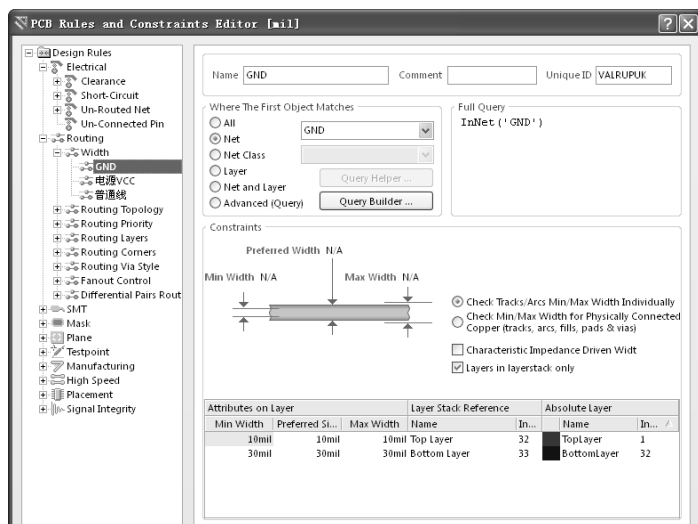 PCB Rules and Constraints Editor [mil]
Design Rules
Electrical
Clearance
Short-Circuit
Un-Routed Net
Un-Connected Pin
Routing
Width
GND
电源VCC
普通线
Routing Topology
Routing Priority
Routing Layers
Routing Corners
Routing Via Style
Fanout Control
Differential Pairs Rout
SMT
Mask
Plane
Testpoint
Manufacturing
High Speed
Placement
Signal Integrity
Name GND Comment Unique ID VALRUPUK
Where The First Object Matches
All
Net
Net Class
Layer
Net and Layer
Advanced (Query)
GND
Query Helper ...
Query Builder ...
Full Query
InNet('GND')
Constraints
Preferred Width N/A
Min Width N/A Max Width N/A
Check Tracks/Arcs Min/Max Width Individually
Check Min/Max Width for Physically Connected
Copper (tracks, arcs, fills, pads & vias)
Characteristic Impedance Driven Widt
Layers in layerstack only
Attributes on Layer Layer Stack Reference Absolute Layer
Min Width Preferred Si... Max Width Name In... Name In...
10mil 10mil 10mil Top Layer 32 TopLayer 1
30mil 30mil 30mil Bottom Layer 33 BottomLayer 32